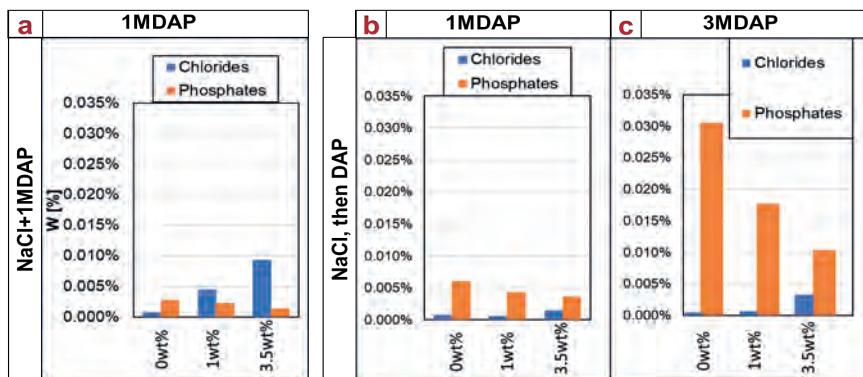 a 1MDAP
NaCl+1MDAP
W [%]
Chlorides
Phosphates
0.035%
0.030%
0.025%
0.020%
0.015%
0.010%
0.005%
0.000%
0wt%
1wt%
3.5wt%
NaCl, then DAP
b 1MDAP
Chlorides
Phosphates
0.035%
0.030%
0.025%
0.020%
0.015%
0.010%
0.005%
0.000%
0wt%
1wt%
3.5wt%
c 3MDAP
Chlorides
Phosphates
0.035%
0.030%
0.025%
0.020%
0.015%
0.010%
0.005%
0.000%
0wt%
1wt%
3.5wt%